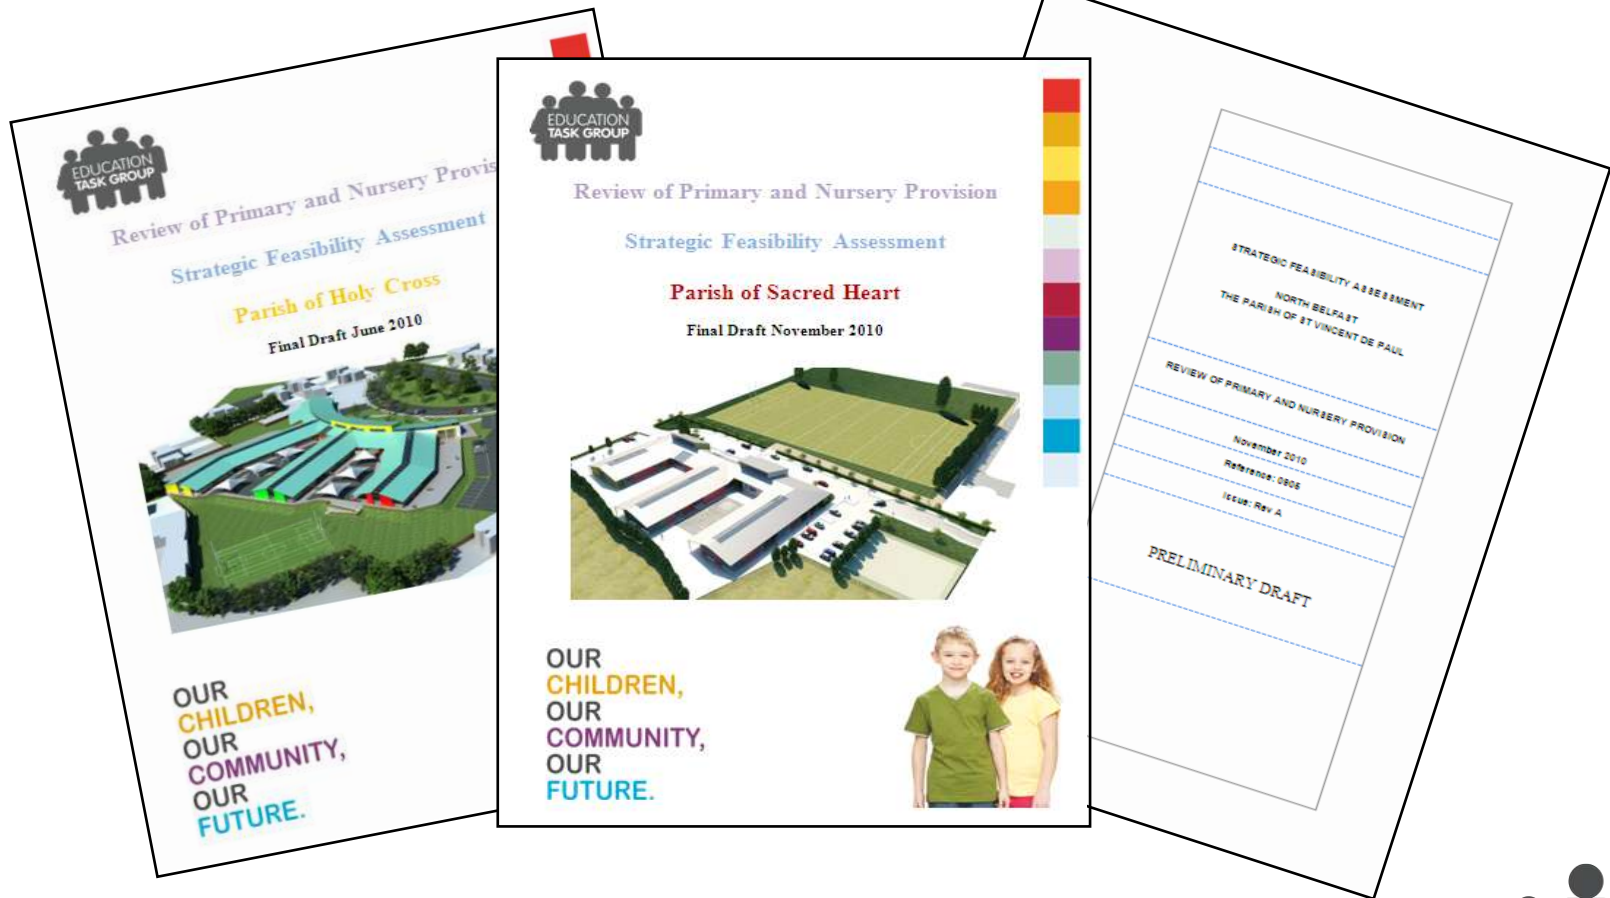 EDUCATION
TASK GROUP
Review of Primary and Nursery
Strategic Feasibility Assessment
Parish of Holy Cross
Final Draft June 2010
OUR
CHILDREN,
OUR
COMMUNITY,
OUR
FUTURE.
EDUCATION
TASK GROUP
Review of Primary and Nursery Provision
Strategic Feasibility Assessment
Parish of Sacred Heart
Final Draft November 2010
OUR
CHILDREN,
OUR
COMMUNITY,
OUR
FUTURE.
STRATEGIC FEASIBILITY ASSESSMENT
NORTH BELFAST
THE PARISH OF ST VINCENT DE PAUL
REVIEW OF PRIMARY AND NURSERY PROVISION
November 2010
Reference: 0905
Issue: Rev A
PRELIMINARY DRAFT